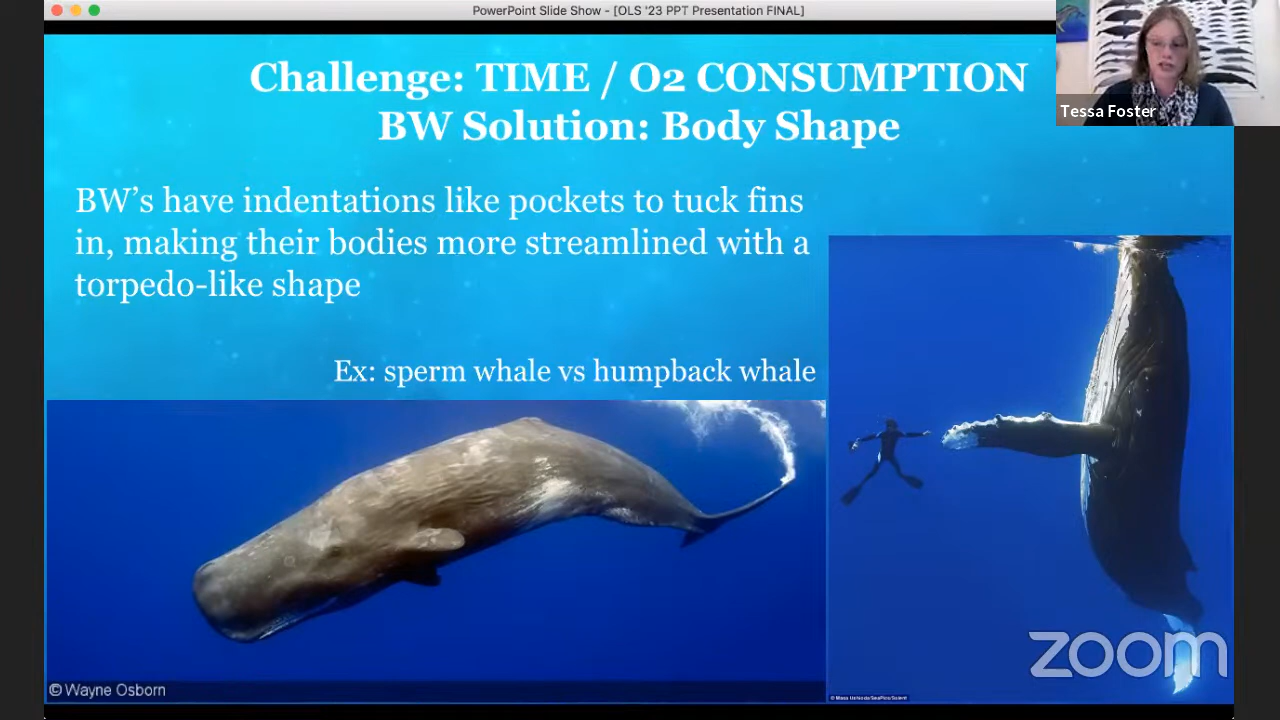 PowerPoint Slide Show - [OLS '23 PPT Presentation FINAL]
Challenge: TIME / O2 CONSUMPTION
BW Solution: Body Shape
Tessa Foster
BW’s have indentations like pockets to tuck fins
in, making their bodies more streamlined with a
torpedo-like shape
Ex: sperm whale vs humpback whale
© Wayne Osborn
zoom